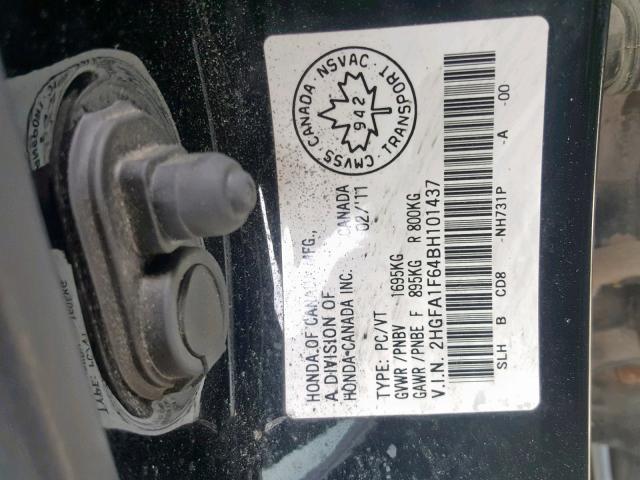 CMVSS CANADA NSVAC TRANSPORT
942
HONDA OF CANADA MFG.,
A DIVISION OF CANADA
HONDA CANADA INC. 02/11
TYPE: PC/VT
GVWR /PNBV 1695KG
GAWR /PNBE F 895KG R 800KG
V.I.N. 2HGFA1F64BH101437
SLH B CD8 -NH731P -A -00
TYPE: